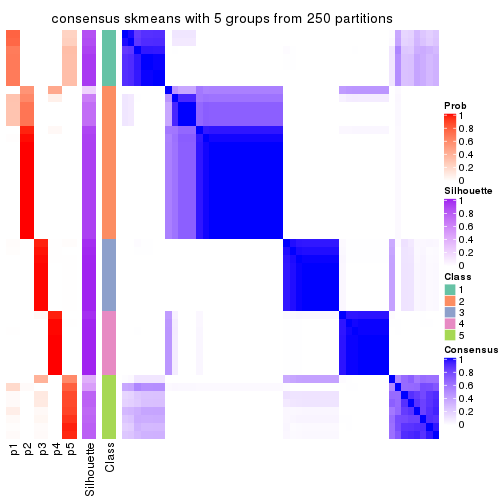 consensus skmeans with 5 groups from 250 partitions
Prob
1
0.8
0.6
0.4
0.2
0
Silhouette
1
0.8
0.6
0.4
0.2
0
Class
1
2
3
4
5
Consensus
1
0.8
0.6
0.4
0.2
0
p1
p2
p3
p4
p5
Silhouette
Class